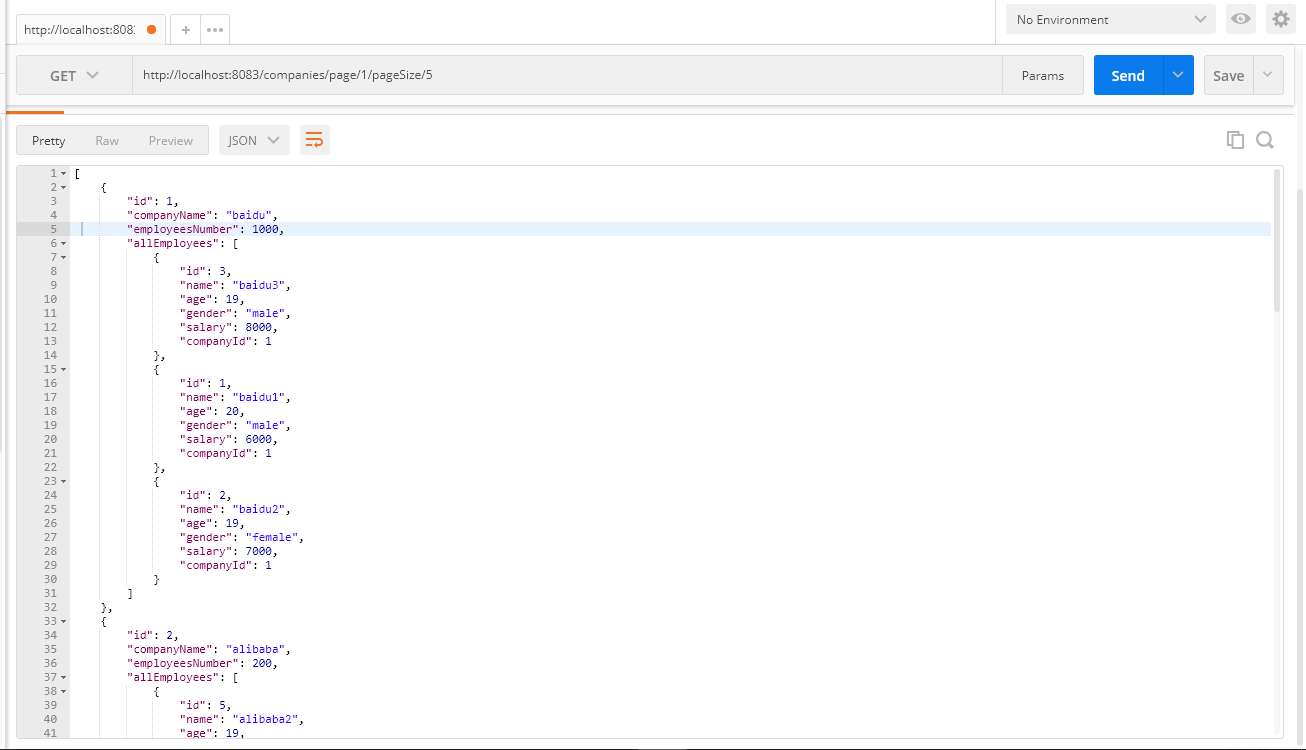 http://localhost:808 + ••• No Environment
GET http://localhost:8083/companies/page/1/pageSize/5 Params Send Save
Pretty Raw Preview JSON
1 [
2 {
3 "id": 1,
4 "companyName": "baidu",
5 "employeesNumber": 1000,
6 "allEmployees": [
7 {
8 "id": 3,
9 "name": "baidu3",
10 "age": 19,
11 "gender": "male",
12 "salary": 8000,
13 "companyId": 1
14 },
15 {
16 "id": 1,
17 "name": "baidu1",
18 "age": 20,
19 "gender": "male",
20 "salary": 6000,
21 "companyId": 1
22 },
23 {
24 "id": 2,
25 "name": "baidu2",
26 "age": 19,
27 "gender": "female",
28 "salary": 7000,
29 "companyId": 1
30 }
31 ]
32 },
33 {
34 "id": 2,
35 "companyName": "alibaba",
36 "employeesNumber": 200,
37 "allEmployees": [
38 {
39 "id": 5,
40 "name": "alibaba2",
41 "age": 19,